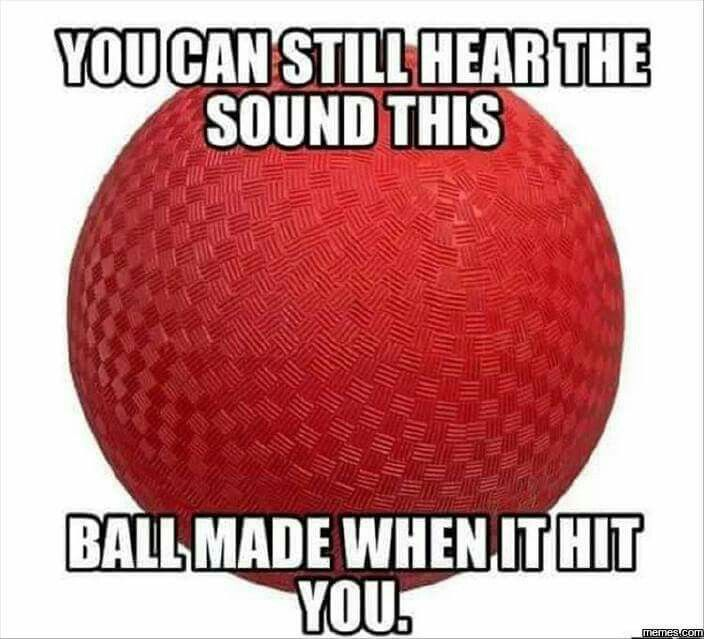 YOU CAN STILL HEAR THE
SOUND THIS
BALL MADE WHEN IT HIT
YOU.
memes.com